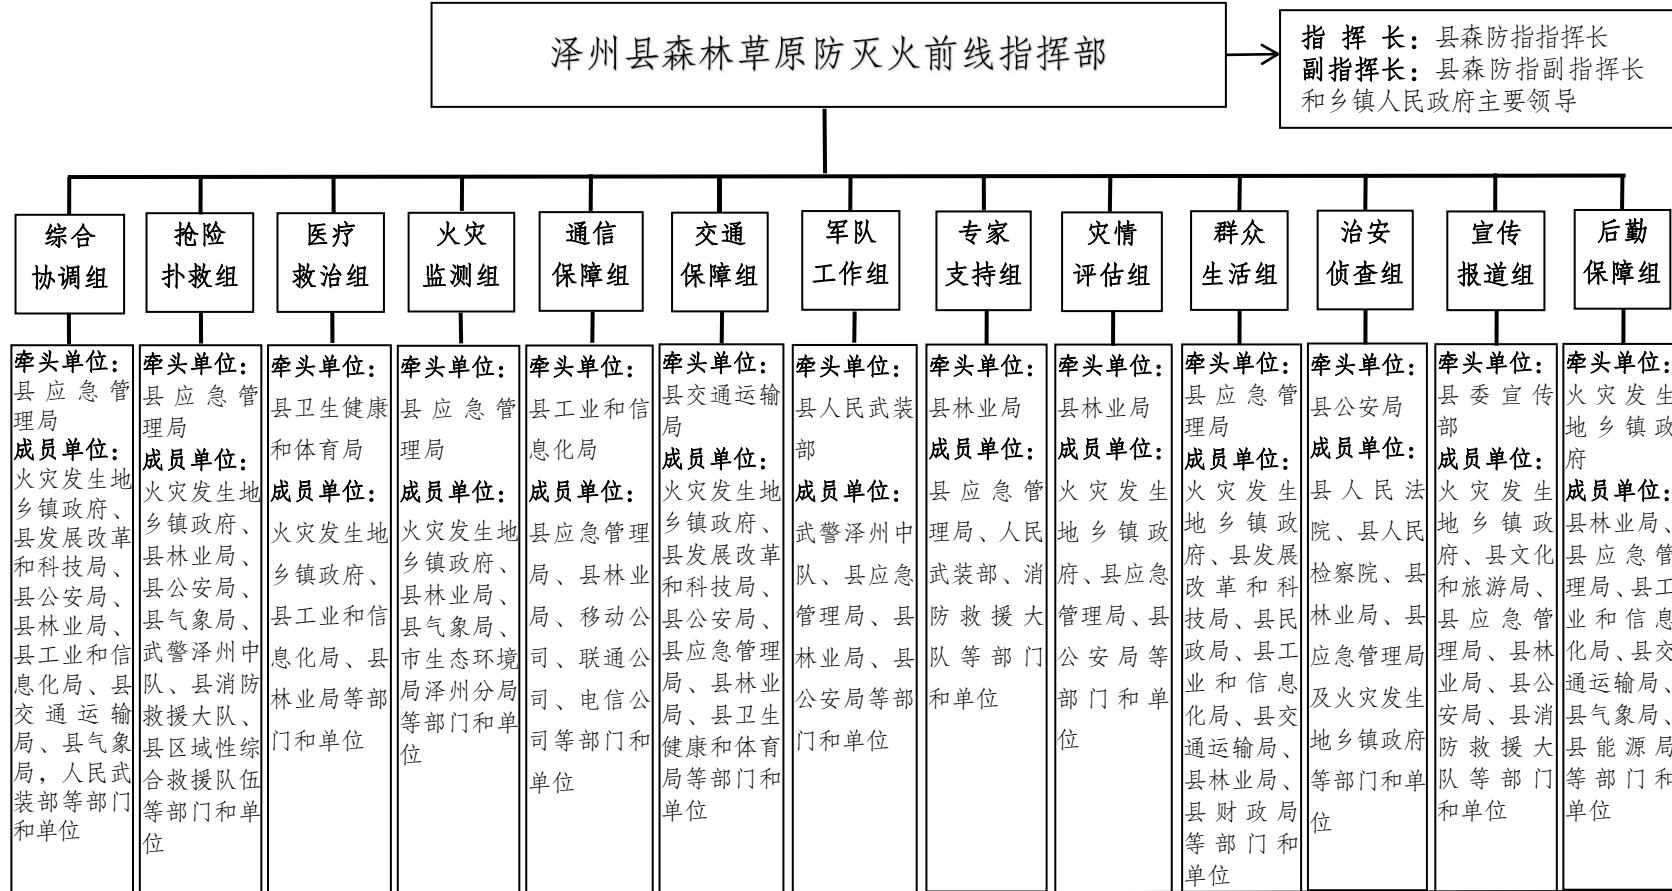 泽州县森林草原防灭火前线指挥部
指挥长：县森防指指挥长
副指挥长：县森防指副指挥长
和乡镇人民政府主要领导
综合
协调组
抢险
扑救组
医疗
救治组
火灾
监测组
通信
保障组
交通
保障组
军队
工作组
专家
支持组
灾情
评估组
群众
生活组
治安
侦查组
宣传
报道组
后勤
保障组
牵头单位：
县应急管
理局
成员单位：
火灾发生地
乡镇政府、
县发展改革
和科技局、
县公安局、
县林业局、
县工业和信
息化局、县
交通运输
局、县气象
局，人民武
装部等部门
和单位
牵头单位：
县应急管
理局
成员单位：
火灾发生地
乡镇政府、
县林业局、
县公安局、
县气象局、
武警泽州中
队、县消防
救援大队、
县区域性综
合救援队伍
等部门和单
位
牵头单位：
县卫生健康
和体育局
成员单位：
火灾发生地
乡镇政府、
县工业和信
息化局、县
林业局等部
门和单位
牵头单位：
县应急管
理局
成员单位：
火灾发生地
乡镇政府、
县林业局、
县气象局、
市生态环境
局泽州分局
等部门和单
位
牵头单位：
县工业和信
息化局
成员单位：
县应急管理
局、县林业
局、移动公
司、联通公
司、电信公
司等部门和
单位
牵头单位：
县交通运输
局
成员单位：
火灾发生地
乡镇政府、
县发展改革
和科技局、
县公安局、
县应急管理
局、县林业
局、县卫生
健康和体育
局等部门和
单位
牵头单位：
县人民武装
部
成员单位：
武警泽州中
队、县应急
管理局、县
林业局、县
公安局等部
门和单位
牵头单位：
县林业局
成员单位：
县应急管
理局、人民
武装部、消
防救援大
队等部门
和单位
牵头单位：
县林业局
成员单位：
火灾发生
地乡镇政
府、县应急
管理局、县
公安局等
部门和单
位
牵头单位：
县应急管
理局
成员单位：
火灾发生
地乡镇政
府、县发展
改革和科
技局、县民
政局、县工
业和信息
化局、县交
通运输局、
县林业局、
县财政局
等部门和
单位
牵头单位：
县公安局
成员单位：
县人民法
院、县人民
检察院、县
林业局、县
应急管理局
及火灾发生
地乡镇政府
等部门和单
位
牵头单位：
县委宣传
部
成员单位：
火灾发生
地乡镇政
府、县文化
和旅游局、
县应急管
理局、县林
业局、县公
安局、县消
防救援大
队等部门
和单位
牵头单位：
火灾发生
地乡镇政
府
成员单位：
县林业局、
县应急管
理局、县工
业和信息
化局、县交
通运输局、
县气象局、
县能源局
等部门和
单位